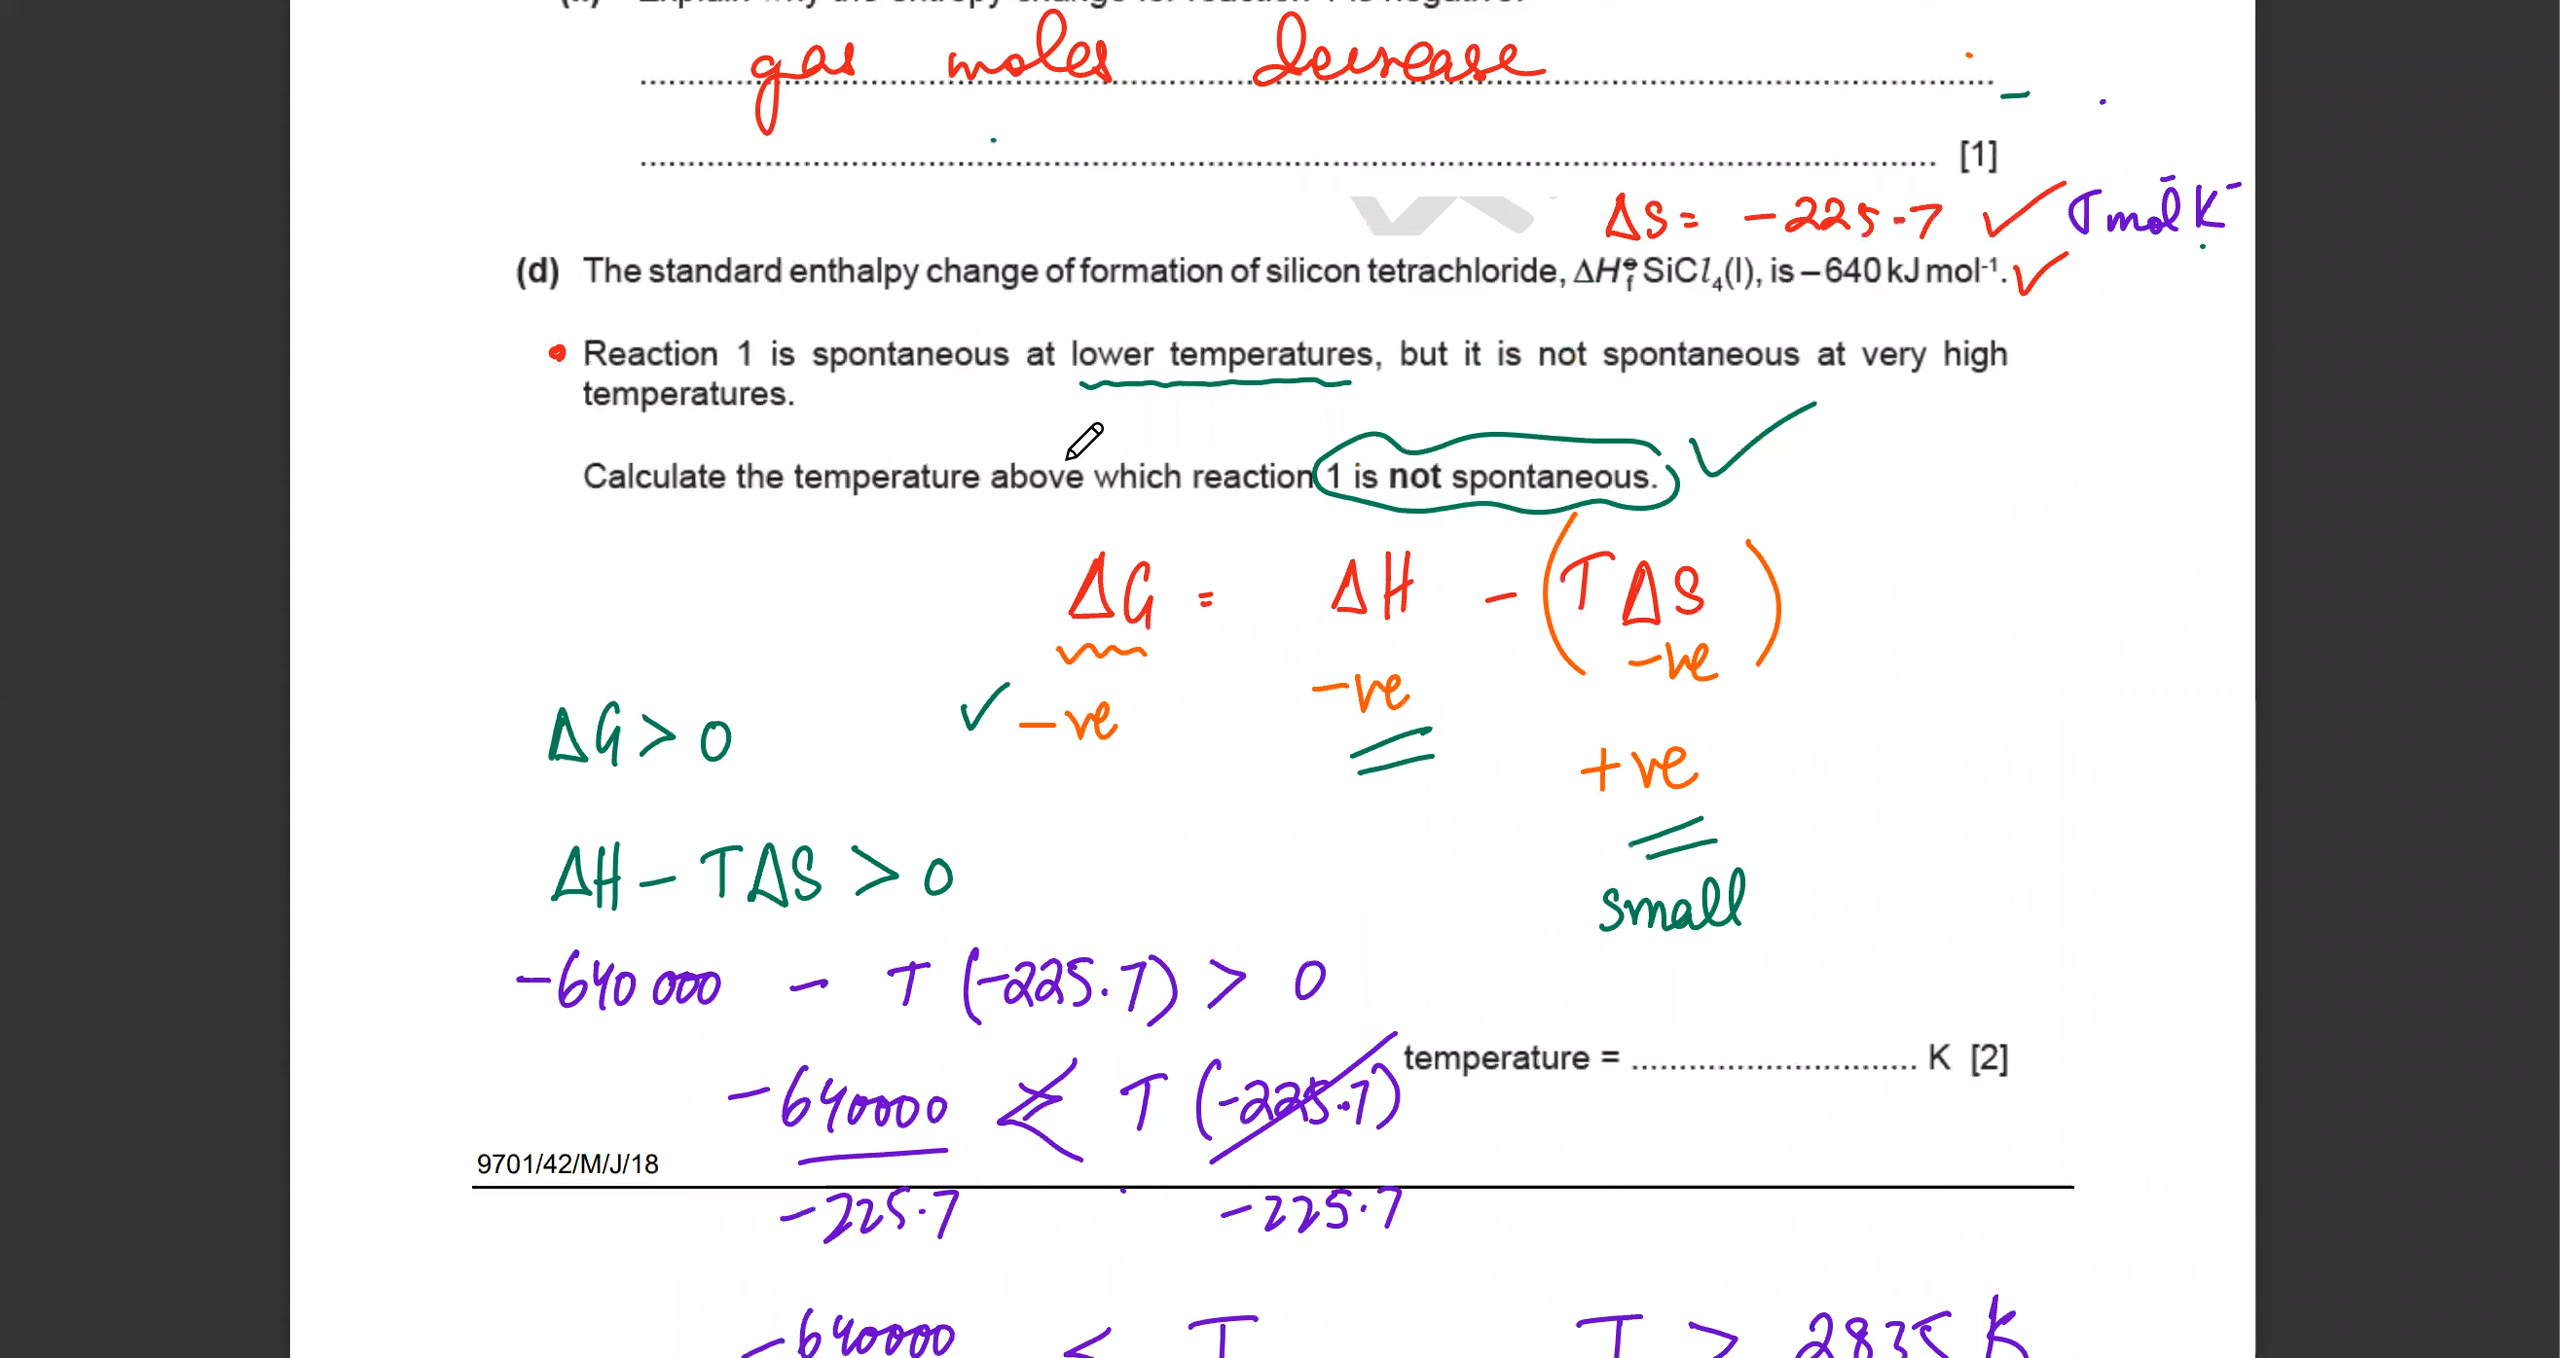 gas moles decrease
[1]
ΔS = -225.7 ✓ J mol⁻ K⁻
(d) The standard enthalpy change of formation of silicon tetrachloride, ΔH⦵f SiCl4(l), is –640 kJ mol-1. ✓
Reaction 1 is spontaneous at lower temperatures, but it is not spontaneous at very high
temperatures.
Calculate the temperature above which reaction 1 is not spontaneous. ✓
ΔG = ΔH - (TΔS)
-ve
✓ -ve -ve
ΔG > 0
+ve
ΔH - TΔS > 0
small
-640 000 - T (-225.7) > 0
temperature = .............................. K [2]
-640000 < T (-225.7)
9701/42/M/J/18
-225.7 -225.7
-640000 < T T > 2835 K